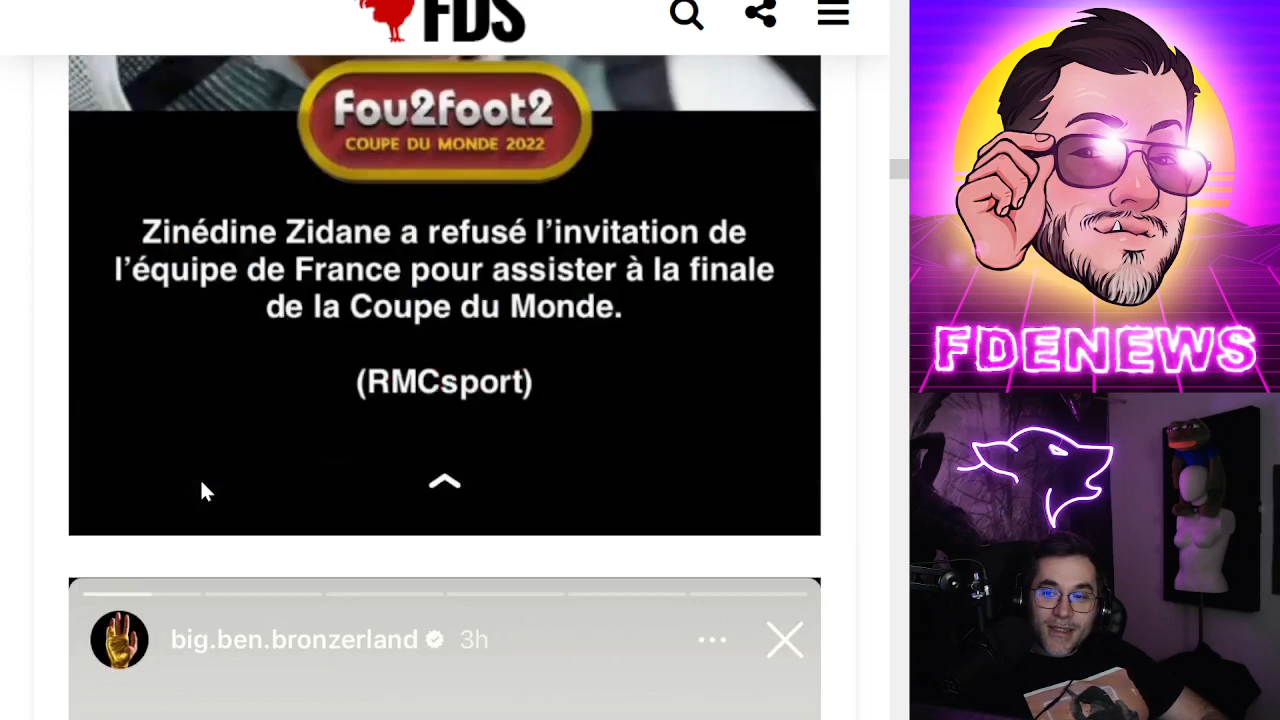 FDS
Fou2foot2
COUPE DU MONDE 2022
Zinédine Zidane a refusé l’invitation de
l’équipe de France pour assister à la finale
de la Coupe du Monde.
(RMCsport)
big.ben.bronzerland 3h
FDENEWS